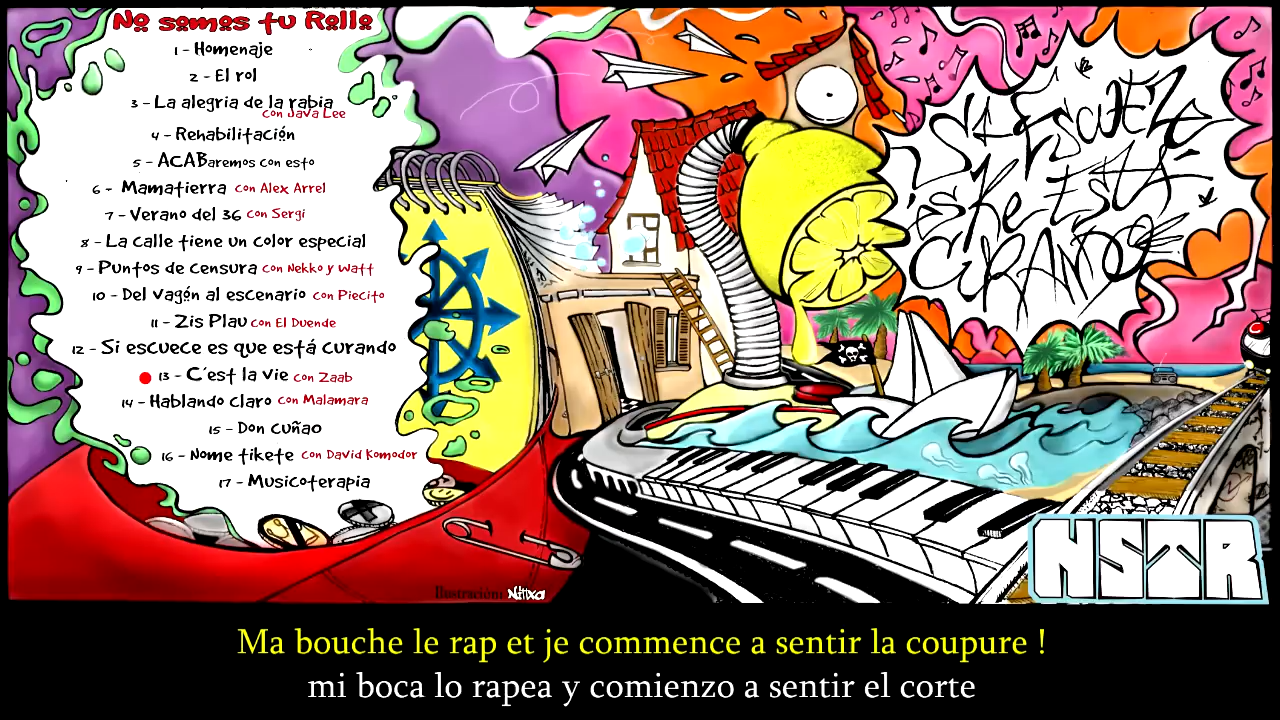 No somos tu Rollo
1 - Homenaje
2 - El rol
3 - La alegria de la rabia
con Java Lee
4 - Rehabilitación
5 - ACABaremos con esto
6 - Mamatierra con Alex Arrel
7 - Verano del 36 con Sergi
8 - La calle tiene un color especial
9 - Puntos de censura con Nekko y Watt
10 - Del vagón al escenario con Piecito
11 - Zis Plau con El Duende
12 - Si escuece es que está curando
13 - C'est la vie con Zaab
14 - Hablando claro con Malamara
15 - Don cuñao
16 - Nome tikete con David Komodor
17 - Musicoterapia
SI ESCUEZE
ESKE ESTÁ
CURANDO
NSTR
Ilustración: Nitixa
Ma bouche le rap et je commence a sentir la coupure !
mi boca lo rapea y comienzo a sentir el corte